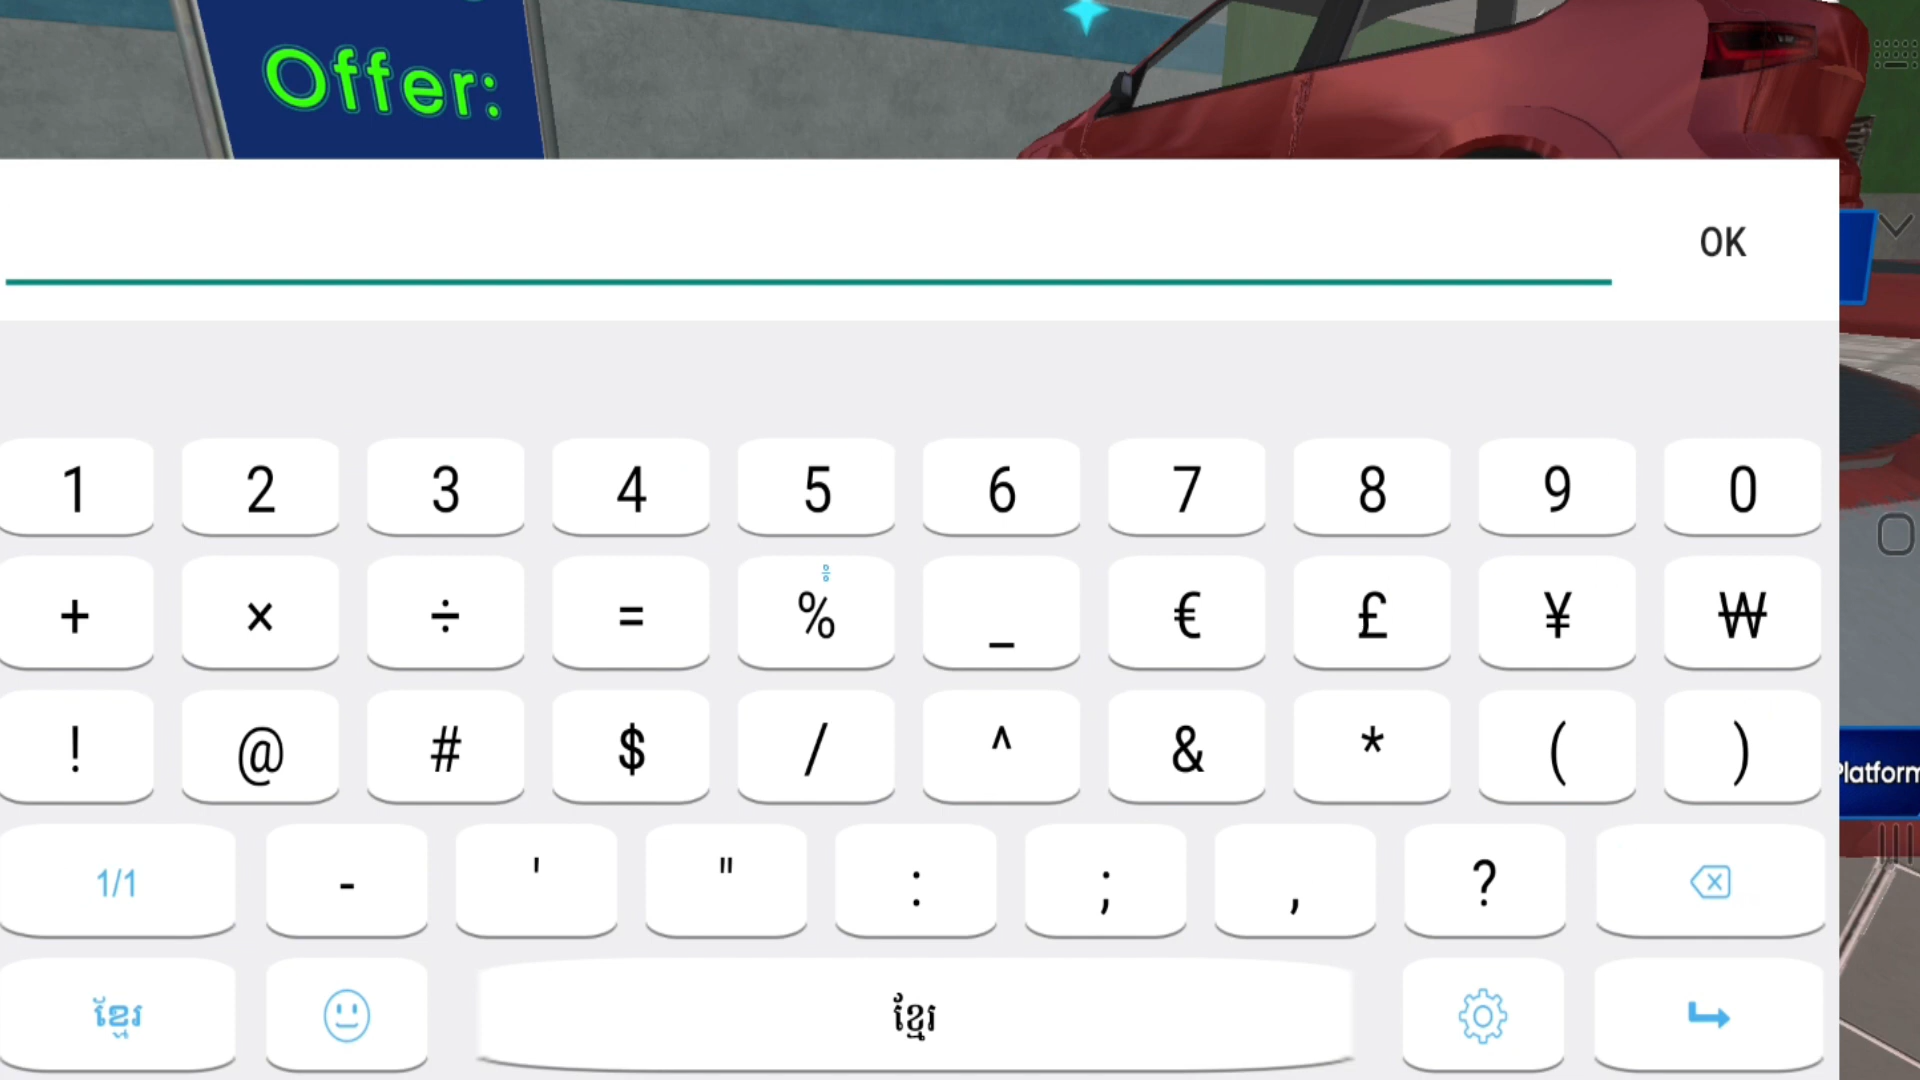 Offer:
OK
1 2 3 4 5 6 7 8 9 0
+ × ÷ = % _ € £ ¥ ₩
! @ # $ / ^ & * ( )
1/1 - ' " : ; , ?
ខ្មែរ ខ្មែរ
Platform